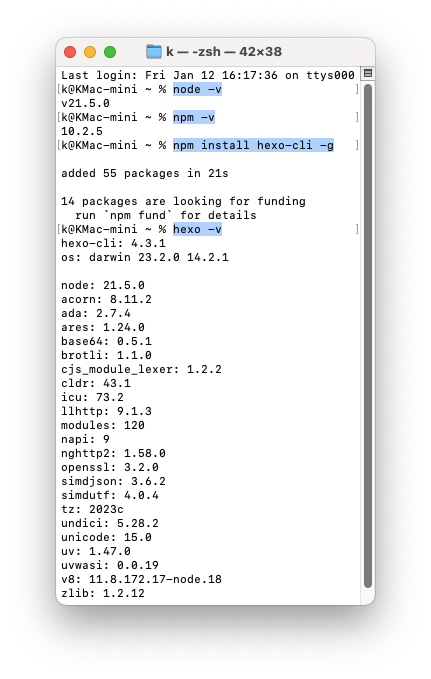 k — -zsh — 42×38
Last login: Fri Jan 12 16:17:36 on ttys000
[k@KMac-mini ~ % node -v ]
v21.5.0
[k@KMac-mini ~ % npm -v ]
10.2.5
[k@KMac-mini ~ % npm install hexo-cli -g ]
added 55 packages in 21s
14 packages are looking for funding
run `npm fund` for details
[k@KMac-mini ~ % hexo -v ]
hexo-cli: 4.3.1
os: darwin 23.2.0 14.2.1
node: 21.5.0
acorn: 8.11.2
ada: 2.7.4
ares: 1.24.0
base64: 0.5.1
brotli: 1.1.0
cjs_module_lexer: 1.2.2
cldr: 43.1
icu: 73.2
llhttp: 9.1.3
modules: 120
napi: 9
nghttp2: 1.58.0
openssl: 3.2.0
simdjson: 3.6.2
simdutf: 4.0.4
tz: 2023c
undici: 5.28.2
unicode: 15.0
uv: 1.47.0
uvwasi: 0.0.19
v8: 11.8.172.17-node.18
zlib: 1.2.12